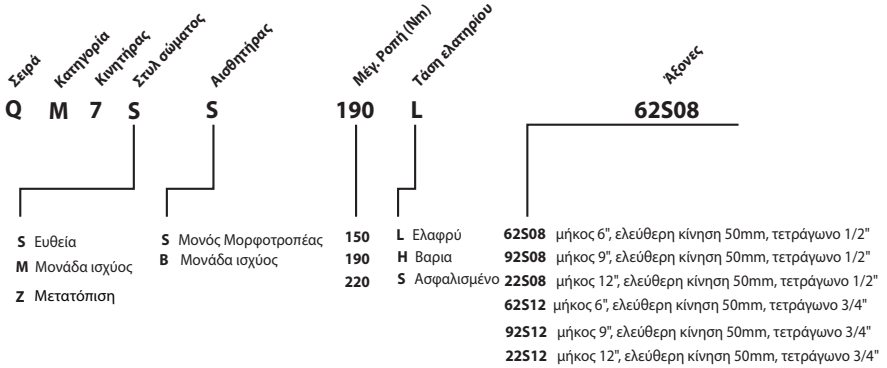 Σειρά Κατηγορία Κινητήρας Στυλ σώματος Αισθητήρας Μέγ. Ροπή (Nm) Τάση ελατηρίου Άξονες
Q M 7 S S 190 L 62S08
S Ευθεία
M Μονάδα ισχύος
Z Μετατόπιση
S Μονός Μορφοτροπέας
B Μονάδα ισχύος
150
190
220
L Ελαφρύ
H Βαρια
S Ασφαλισμένο
62S08 μήκος 6", ελεύθερη κίνηση 50mm, τετράγωνο 1/2"
92S08 μήκος 9", ελεύθερη κίνηση 50mm, τετράγωνο 1/2"
22S08 μήκος 12", ελεύθερη κίνηση 50mm, τετράγωνο 1/2"
62S12 μήκος 6", ελεύθερη κίνηση 50mm, τετράγωνο 3/4"
92S12 μήκος 9", ελεύθερη κίνηση 50mm, τετράγωνο 3/4"
22S12 μήκος 12", ελεύθερη κίνηση 50mm, τετράγωνο 3/4"